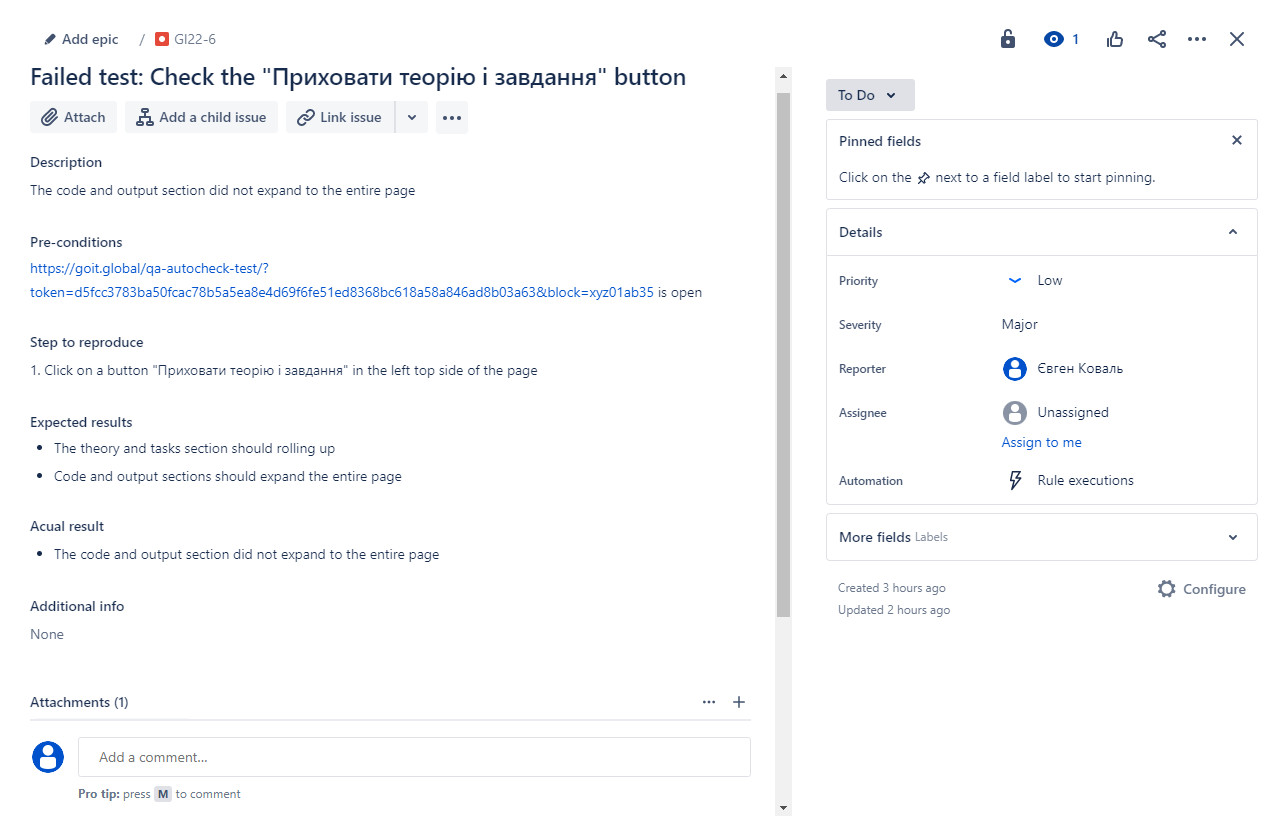 Add epic / GI22-6
1
Failed test: Check the "Приховати теорію і завдання" button
Attach Add a child issue Link issue
Description
The code and output section did not expand to the entire page
Pre-conditions
https://goit.global/qa-autocheck-test/?
token=d5fcc3783ba50fcac78b5a5ea8e4d69f6fe51ed8368bc618a58a846ad8b03a63&block=xyz01ab35 is open
Step to reproduce
1. Click on a button "Приховати теорію і завдання" in the left top side of the page
Expected results
• The theory and tasks section should rolling up
• Code and output sections should expand the entire page
Acual result
• The code and output section did not expand to the entire page
Additional info
None
Attachments (1)
Add a comment...
Pro tip: press M to comment
To Do
Pinned fields
Click on the next to a field label to start pinning.
Details
Priority Low
Severity Major
Reporter Євген Коваль
Assignee Unassigned
Assign to me
Automation Rule executions
More fields Labels
Created 3 hours ago Configure
Updated 2 hours ago